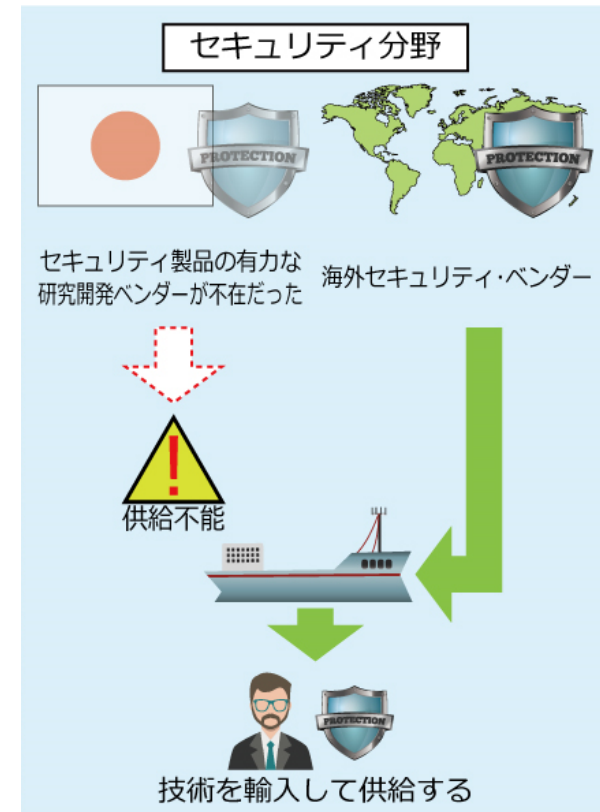 セキュリティ分野
PROTECTION
PROTECTION
セキュリティ製品の有力な
研究開発ベンダーが不在だった
海外セキュリティ・ベンダー
!
供給不能
PROTECTION
技術を輸入して供給する